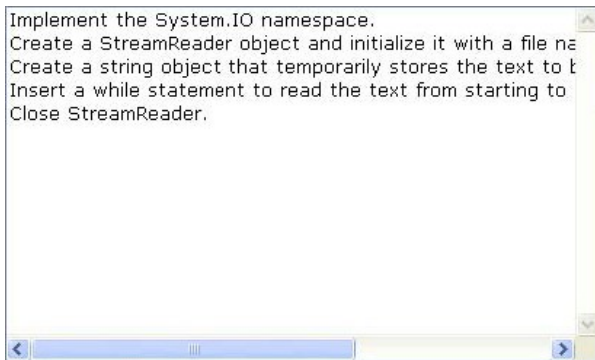 Implement the System.IO namespace.
Create a StreamReader object and initialize it with a file na
Create a string object that temporarily stores the text to b
Insert a while statement to read the text from starting to
Close StreamReader.